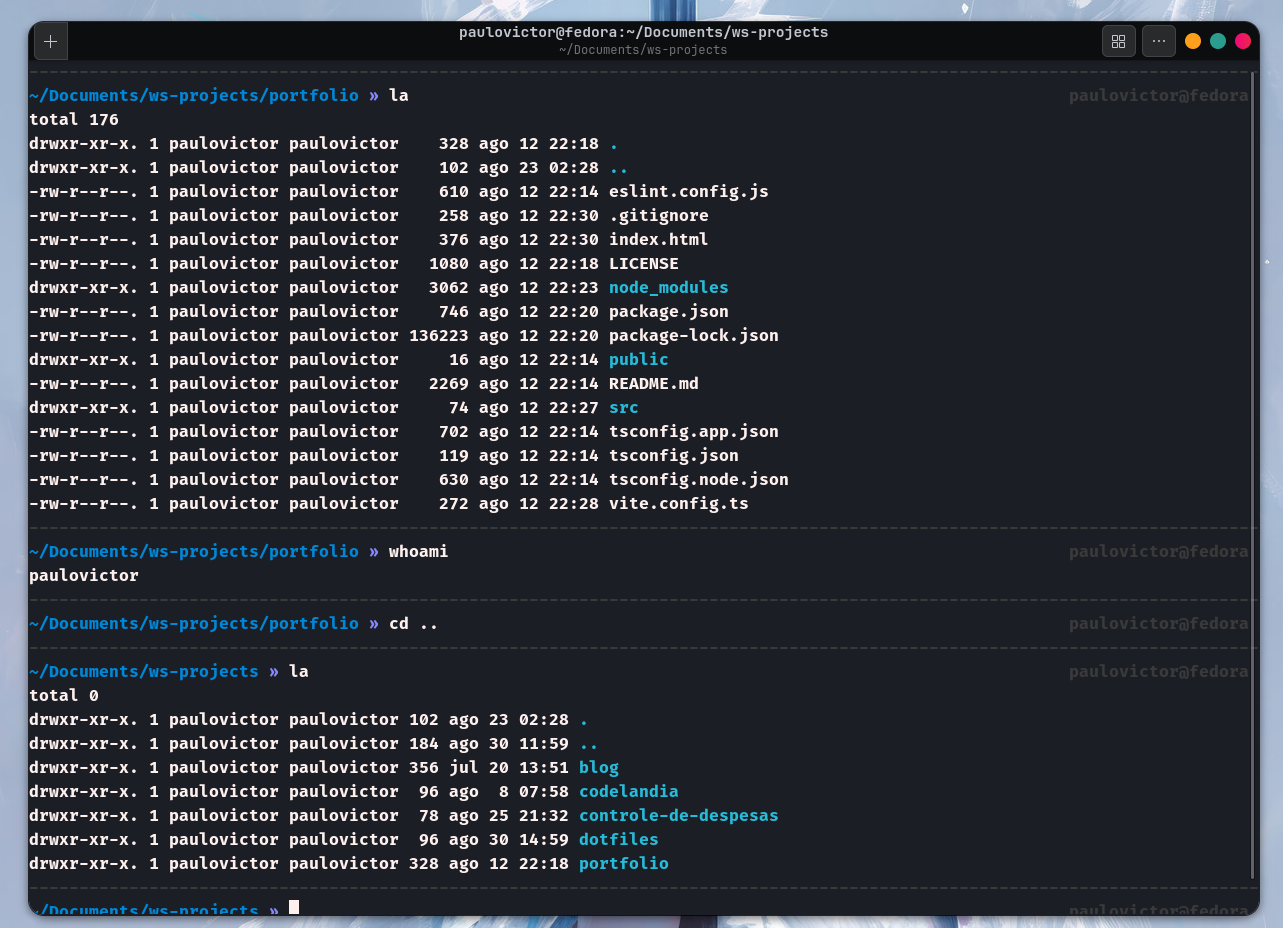 paulovictor@fedora:~/Documents/ws-projects
~/Documents/ws-projects
~/Documents/ws-projects/portfolio » la paulovictor@fedora
total 176
drwxr-xr-x. 1 paulovictor paulovictor    328 ago 12 22:18 .
drwxr-xr-x. 1 paulovictor paulovictor    102 ago 23 02:28 ..
-rw-r--r--. 1 paulovictor paulovictor    610 ago 12 22:14 eslint.config.js
-rw-r--r--. 1 paulovictor paulovictor    258 ago 12 22:30 .gitignore
-rw-r--r--. 1 paulovictor paulovictor    376 ago 12 22:30 index.html
-rw-r--r--. 1 paulovictor paulovictor   1080 ago 12 22:18 LICENSE
drwxr-xr-x. 1 paulovictor paulovictor   3062 ago 12 22:23 node_modules
-rw-r--r--. 1 paulovictor paulovictor    746 ago 12 22:20 package.json
-rw-r--r--. 1 paulovictor paulovictor 136223 ago 12 22:20 package-lock.json
drwxr-xr-x. 1 paulovictor paulovictor     16 ago 12 22:14 public
-rw-r--r--. 1 paulovictor paulovictor   2269 ago 12 22:14 README.md
drwxr-xr-x. 1 paulovictor paulovictor     74 ago 12 22:27 src
-rw-r--r--. 1 paulovictor paulovictor    702 ago 12 22:14 tsconfig.app.json
-rw-r--r--. 1 paulovictor paulovictor    119 ago 12 22:14 tsconfig.json
-rw-r--r--. 1 paulovictor paulovictor    630 ago 12 22:14 tsconfig.node.json
-rw-r--r--. 1 paulovictor paulovictor    272 ago 12 22:28 vite.config.ts
~/Documents/ws-projects/portfolio » whoami paulovictor@fedora
paulovictor
~/Documents/ws-projects/portfolio » cd .. paulovictor@fedora
~/Documents/ws-projects » la paulovictor@fedora
total 0
drwxr-xr-x. 1 paulovictor paulovictor 102 ago 23 02:28 .
drwxr-xr-x. 1 paulovictor paulovictor 184 ago 30 11:59 ..
drwxr-xr-x. 1 paulovictor paulovictor 356 jul 20 13:51 blog
drwxr-xr-x. 1 paulovictor paulovictor  96 ago  8 07:58 codelandia
drwxr-xr-x. 1 paulovictor paulovictor  78 ago 25 21:32 controle-de-despesas
drwxr-xr-x. 1 paulovictor paulovictor  96 ago 30 14:59 dotfiles
drwxr-xr-x. 1 paulovictor paulovictor 328 ago 12 22:18 portfolio
~/Documents/ws-projects » paulovictor@fedora